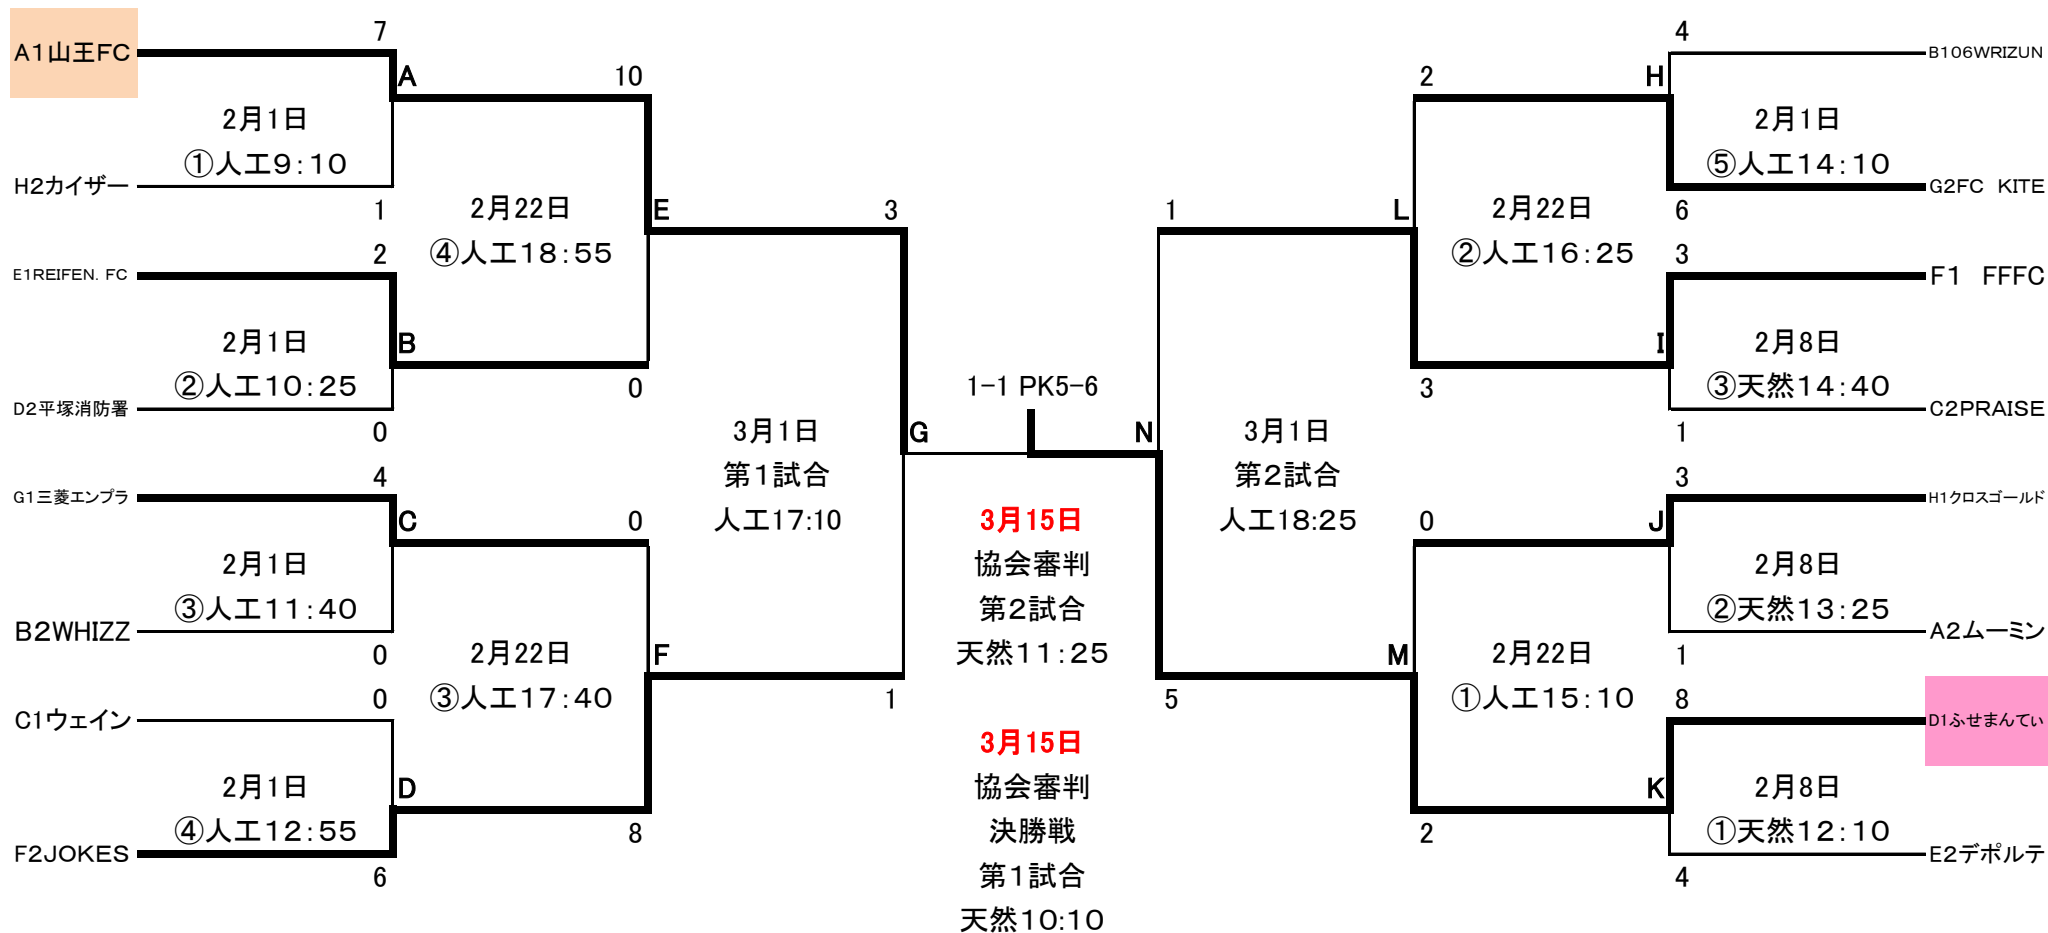 7
A1山王FC
A
10
2月1日
①人工9:10
H2カイザー
1
2月22日
④人工18:55
E
3
2
E1REIFEN. FC
2月1日
B
②人工10:25
0
D2平塚消防署
0
3月1日
第1試合
人工17:10
G
4
G1三菱エンプラ
C
0
2月1日
③人工11:40
B2WHIZZ
0
2月22日
③人工17:40
F
1
0
C1ウェイン
2月1日
D
④人工12:55
8
F2JOKES
6
1-1 PK5-6
3月15日
協会審判
第2試合
天然11:25
3月15日
協会審判
決勝戦
第1試合
天然10:10
4
B106WRIZUN
2
H
2月1日
⑤人工14:10
G2FC KITE
6
1
L
2月22日
②人工16:25
3
F1 FFFC
2月8日
I
③天然14:40
3
C2PRAISE
1
N
3月1日
第2試合
人工18:25
3
H1クロスゴールド
0
J
2月8日
②天然13:25
A2ムーミン
1
M
2月22日
①人工15:10
5
8
D1ふせまんてぃ
K
2月8日
①天然12:10
2
E2デポルテ
4